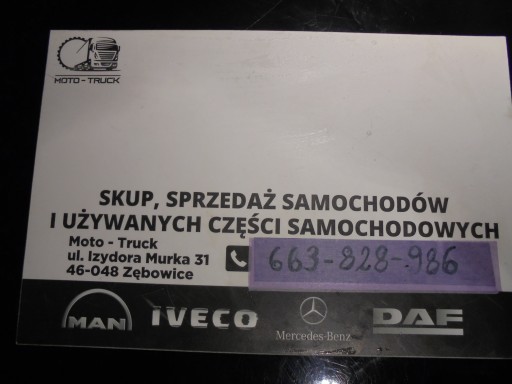 MOTO - TRUCK
SKUP, SPRZEDAŻ SAMOCHODÓW
I UŻYWANYCH CZĘŚCI SAMOCHODOWYCH
Moto - Truck
ul. Izydora Murka 31
46-048 Zębowice
663-828-986
MAN IVECO Mercedes-Benz DAF